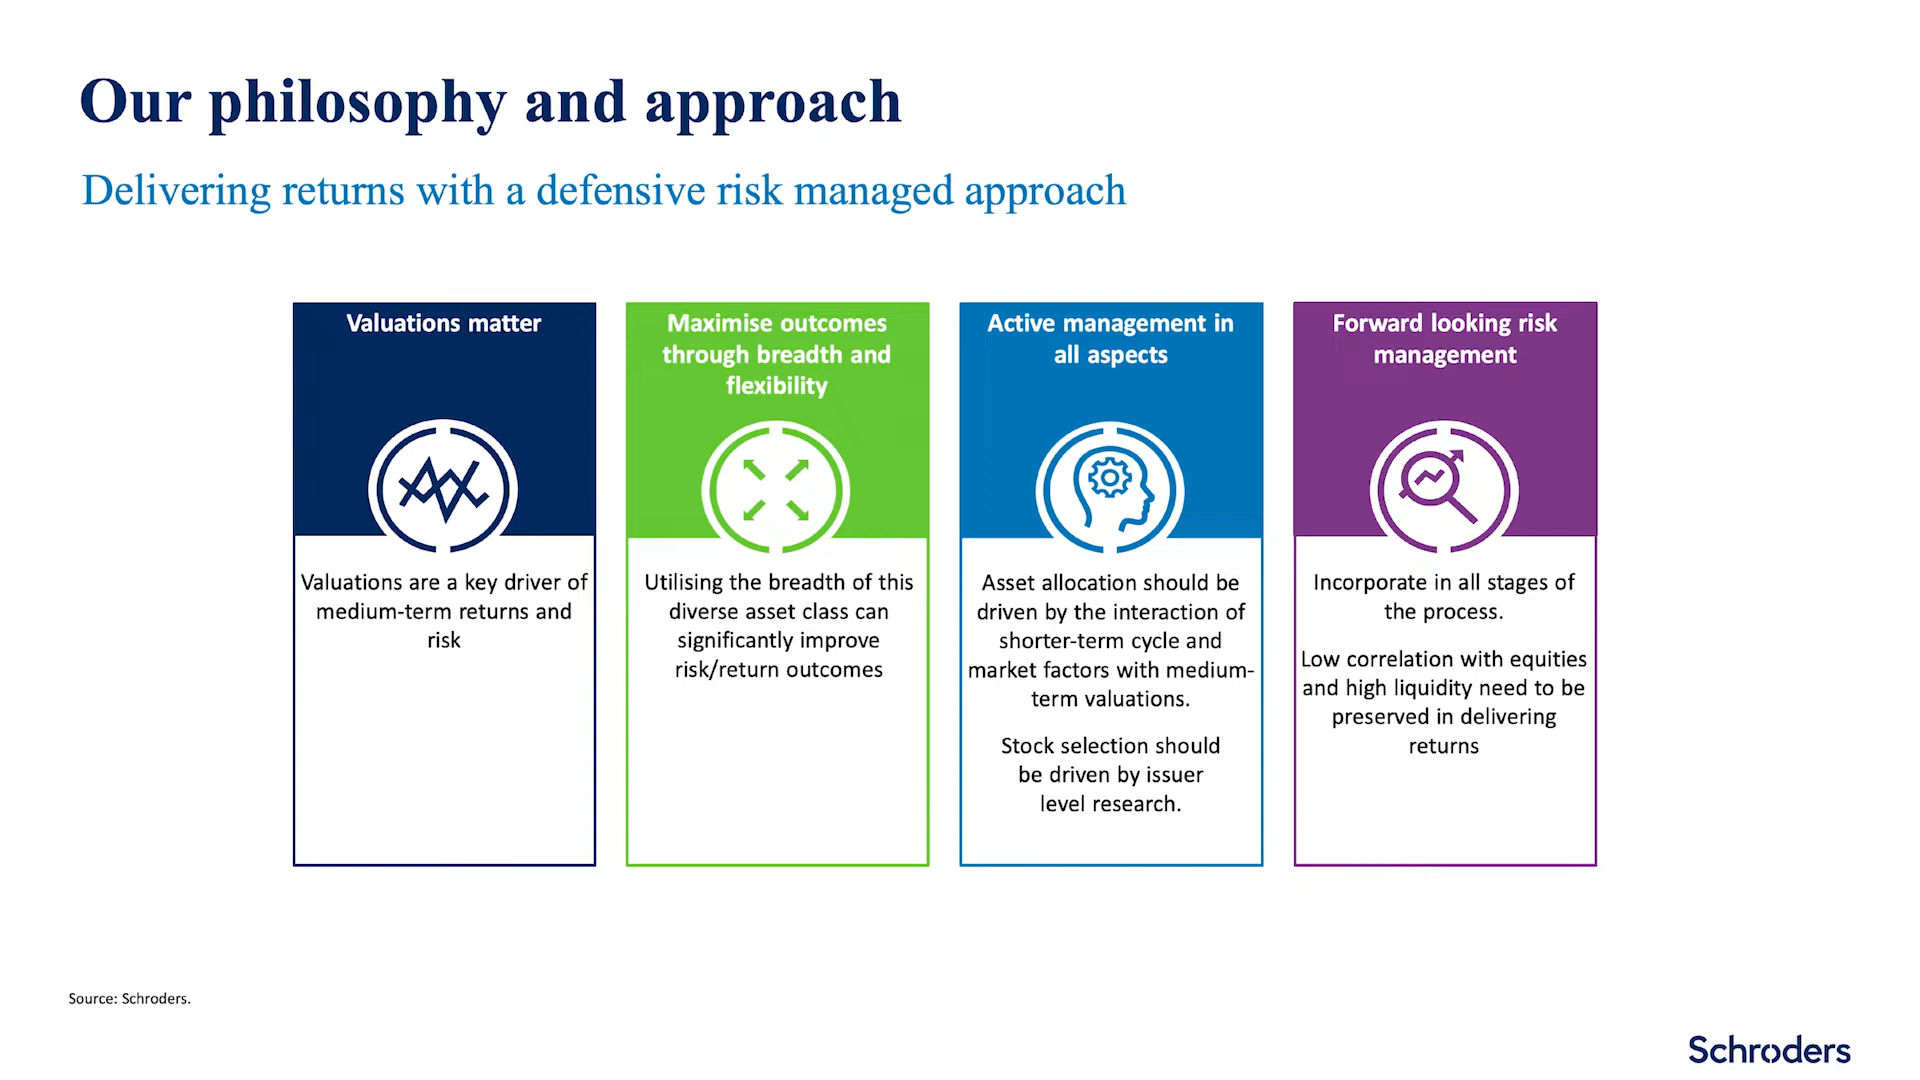 Our philosophy and approach
Delivering returns with a defensive risk managed approach
Valuations matter
Valuations are a key driver of
medium-term returns and
risk
Maximise outcomes
through breadth and
flexibility
Utilising the breadth of this
diverse asset class can
significantly improve
risk/return outcomes
Active management in
all aspects
Asset allocation should be
driven by the interaction of
shorter-term cycle and
market factors with medium-
term valuations.
Stock selection should
be driven by issuer
level research.
Forward looking risk
management
Incorporate in all stages of
the process.
Low correlation with equities
and high liquidity need to be
preserved in delivering
returns
Source: Schroders.
Schroders